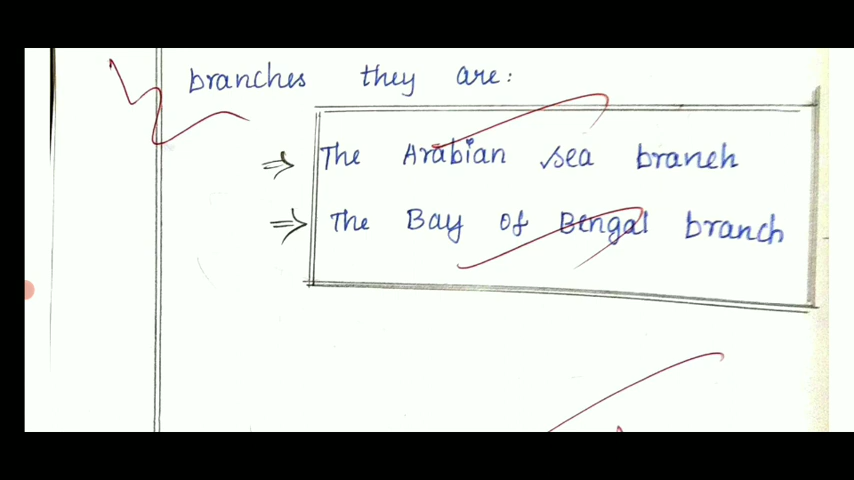 branches they are:
⇒ The Arabian sea branch
⇒ The Bay of Bengal branch